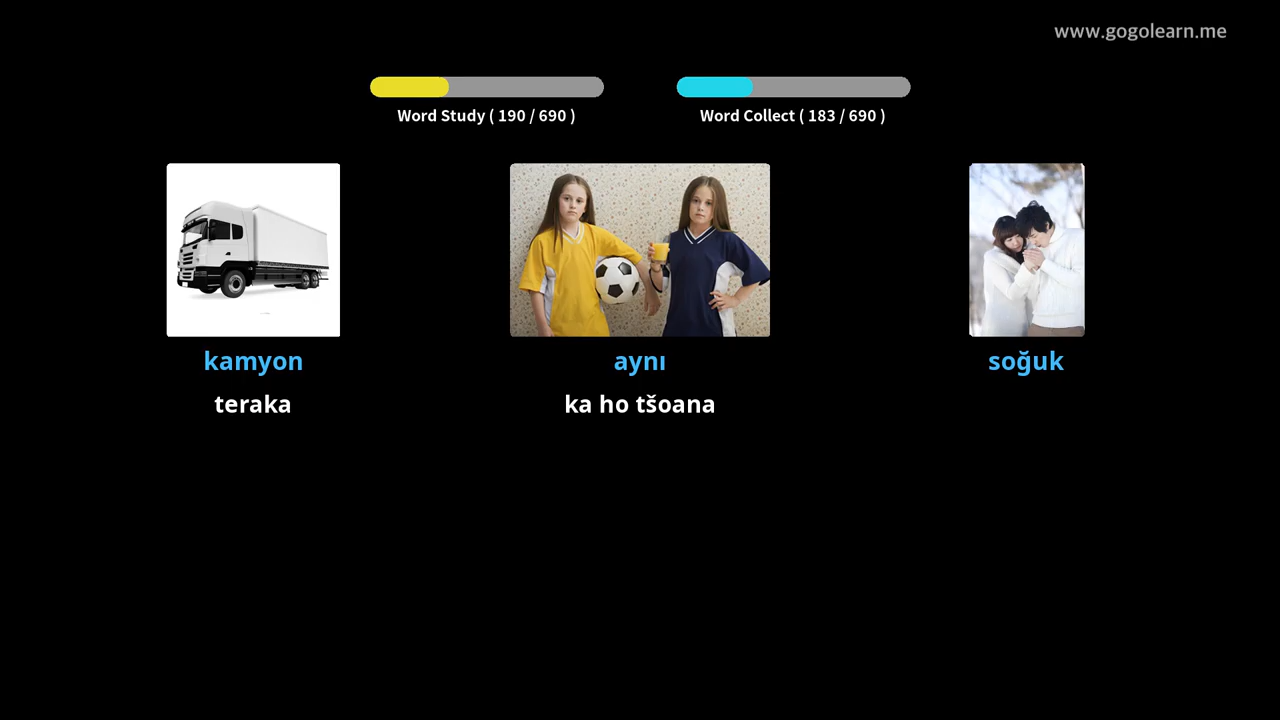 www.gogolearn.me
Word Study ( 190 / 690 )
Word Collect ( 183 / 690 )
kamyon
aynı
soğuk
teraka
ka ho tšoana